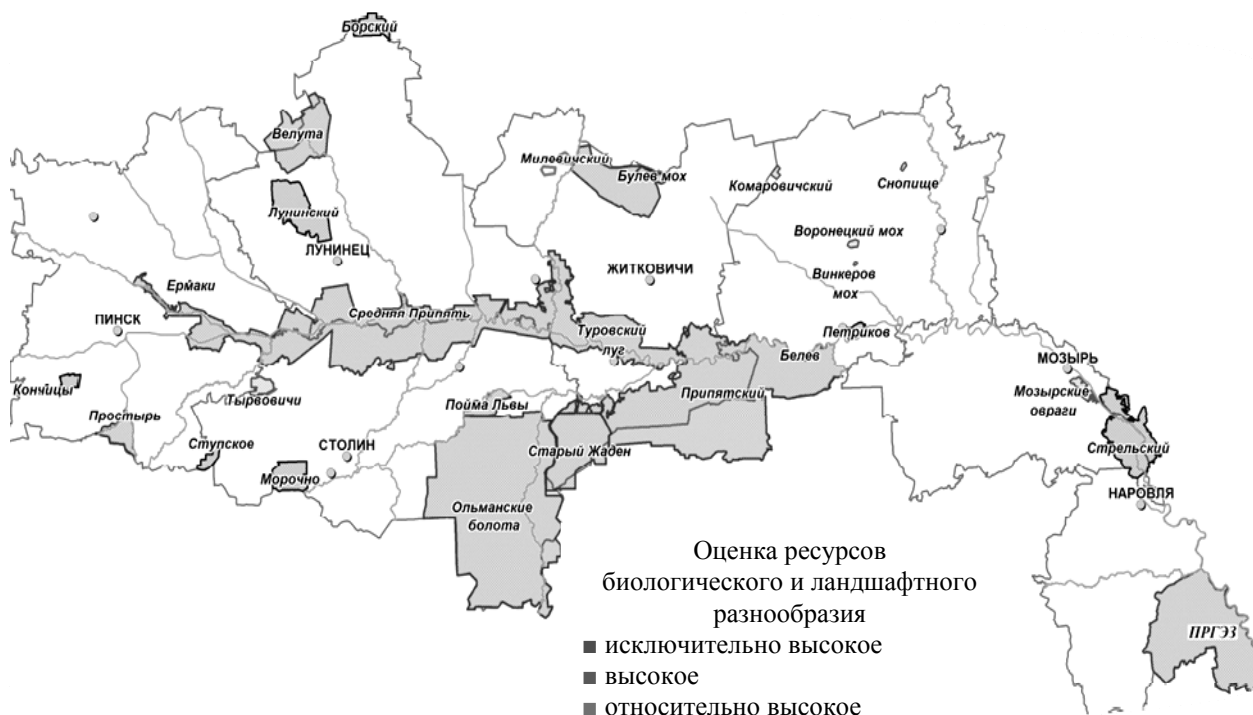 Борский
Велута
Милевичский
Булев мох
Комаровичский
Снопище
Лунинский
Воронецкий мох
ЛУНИНЕЦ
ЖИТКОВИЧИ
Винкеров
мох
Ермаки
Средняя Припять
ПИНСК
Туровский
луг
Петриков
Белев
МОЗЫРЬ
Кончицы
Тырвовичи
Пойма Львы
Припятский
Мозырские
овраги
Простырь
Ступское
СТОЛИН
Старый Жаден
Стрельский
Морочно
НАРОВЛЯ
Ольманские
болота
Оценка ресурсов
биологического и ландшафтного
разнообразия
исключительно высокое
высокое
относительно высокое
ПРГЭЗ